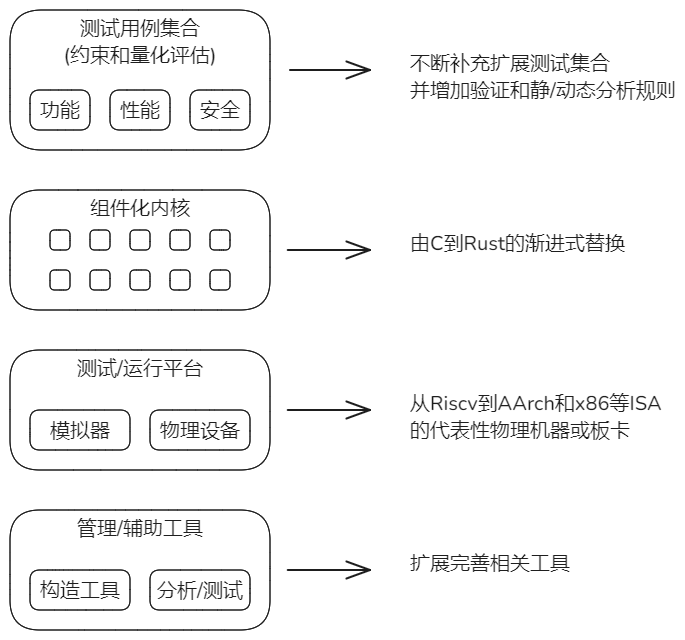 测试用例集合
(约束和量化评估)
功能 性能 安全
不断补充扩展测试集合
并增加验证和静/动态分析规则
组件化内核
由C到Rust的渐进式替换
测试/运行平台
模拟器 物理设备
从Riscv到AArch和x86等ISA
的代表性物理机器或板卡
管理/辅助工具
构造工具 分析/测试
扩展完善相关工具